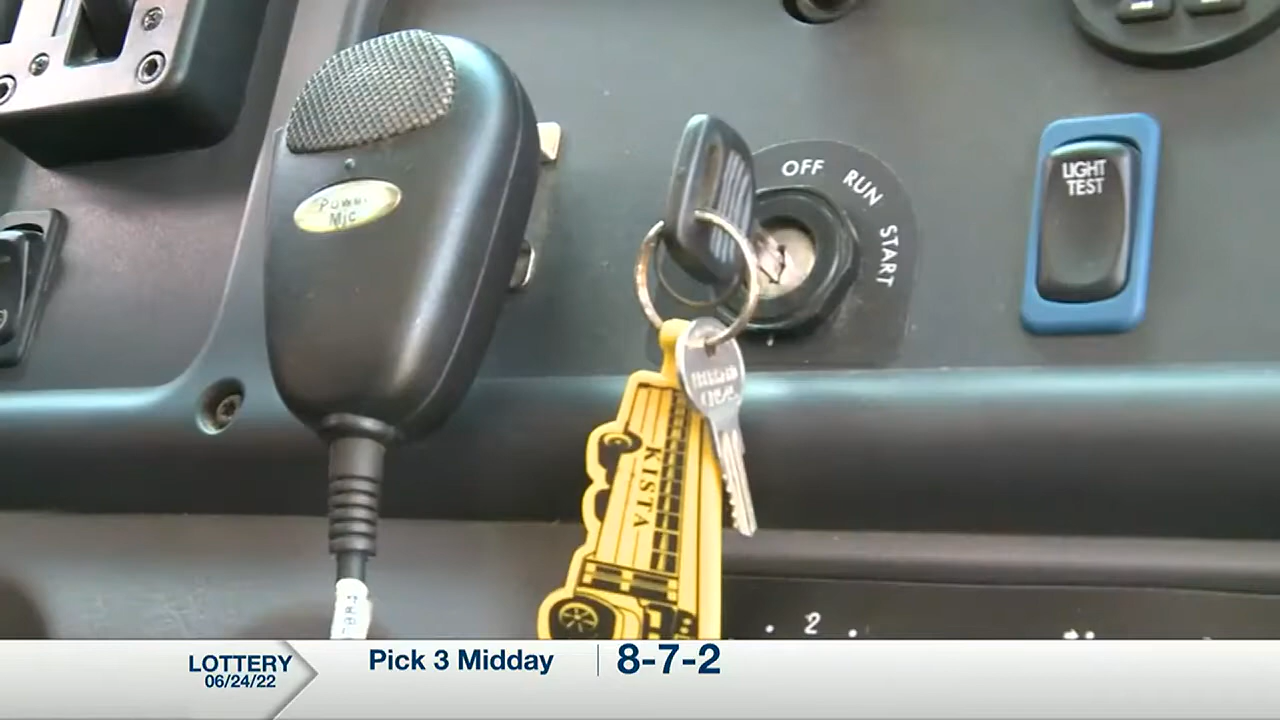 Power
Mic
OFF RUN START
LIGHT
TEST
KISTA
2
LOTTERY
06/24/22
Pick 3 Midday
8-7-2